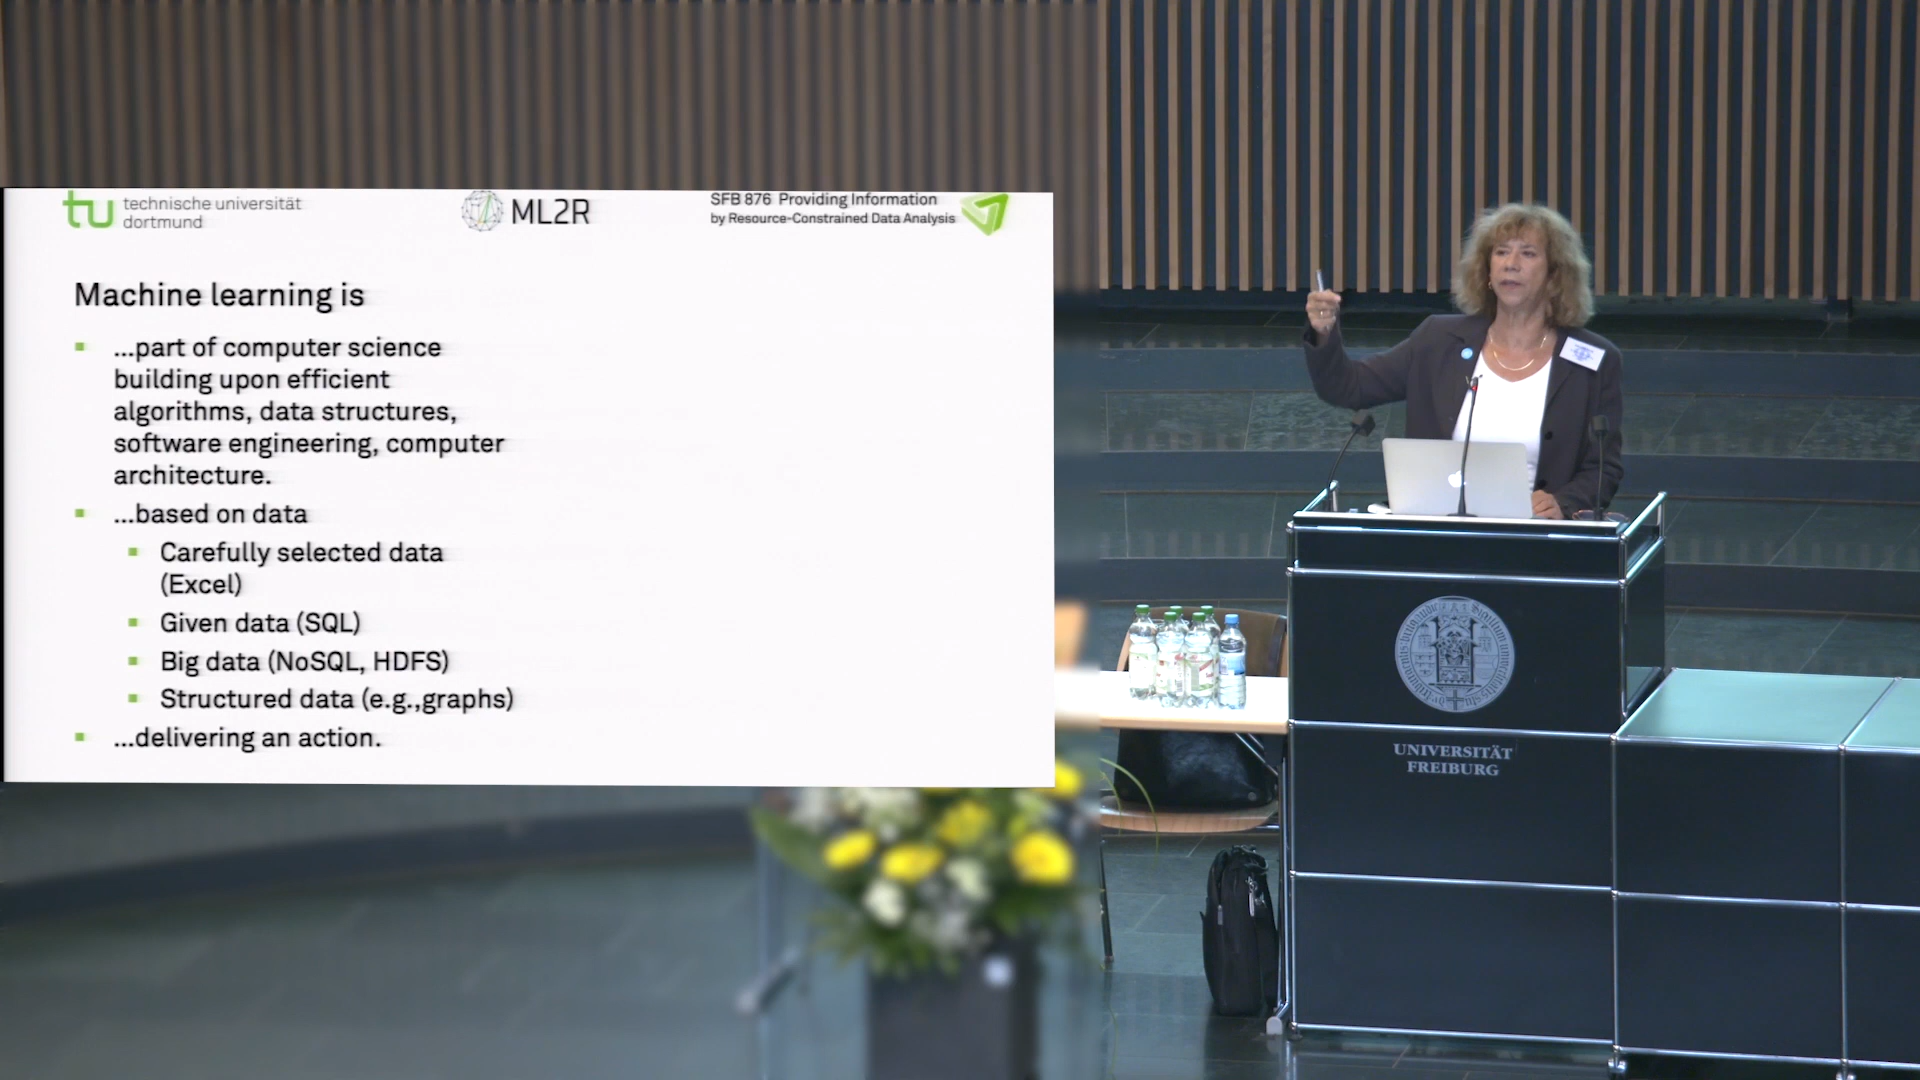 technische universität
dortmund
ML2R
SFB 876 Providing Information
by Resource-Constrained Data Analysis
Machine learning is
...part of computer science
building upon efficient
algorithms, data structures,
software engineering, computer
architecture.
...based on data
Carefully selected data
(Excel)
Given data (SQL)
Big data (NoSQL, HDFS)
Structured data (e.g.,graphs)
...delivering an action.
UNIVERSITÄT
FREIBURG